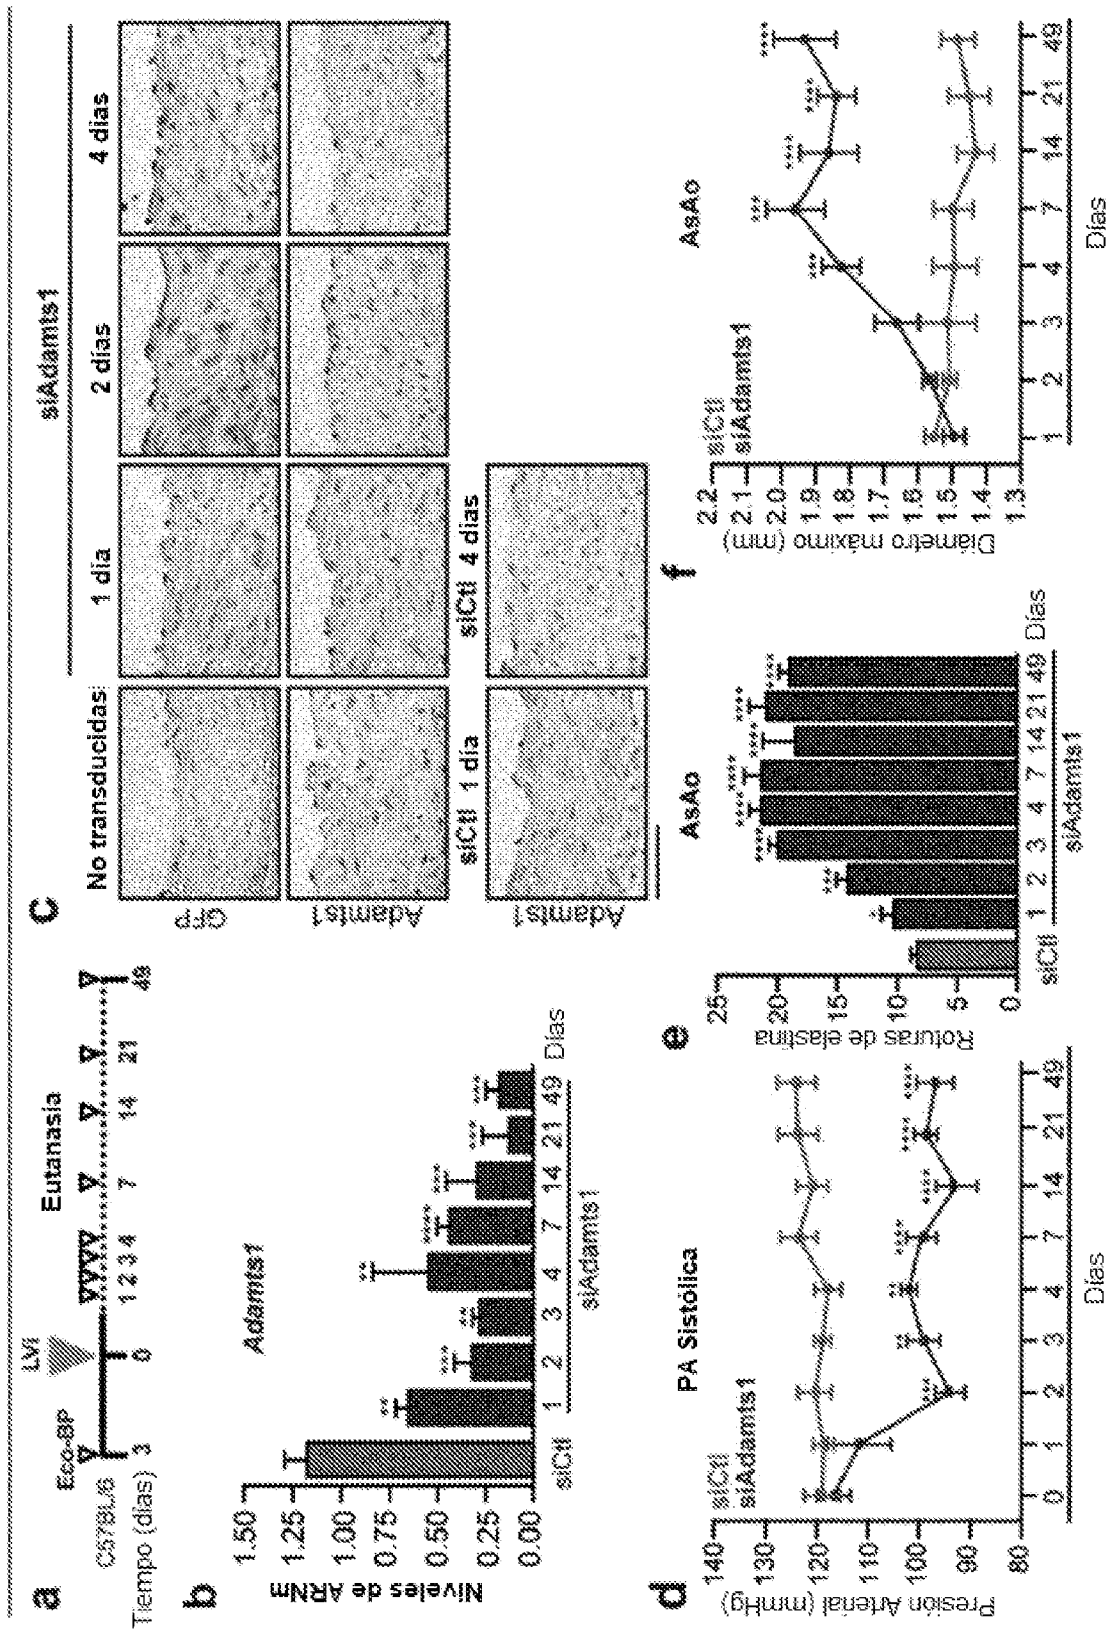 a
Eco-BP
LVi
Eutanasia
C57BL/6
Tiempo (días)
3 0 1 2 3 4 7 14 21 49
b
Adamts1
Niveles de ARNm
1.50
1.25
1.00
0.75
0.50
0.25
0.00
** *** ** ** **** *** *** ***
siCtl 1 2 3 4 7 14 21 49 Días
siAdamts1
c
siAdamts1
No transducidas 1 día 2 días 4 días
GFP
Adamts1
siCtl 1 día siCtl 4 días
Adamts1
d
PA Sistólica
siCtl
siAdamts1
Presión Arterial (mmHg)
140
130
120
110
100
90
80
*** ** ** **** **** **** ****
0 1 2 3 4 7 14 21 49
Días
e
AsAo
Roturas de elastina
25
20
15
10
5
0
* *** **** **** **** **** **** ****
siCtl 1 2 3 4 7 14 21 49 Días
siAdamts1
f
AsAo
siCtl
siAdamts1
Diámetro máximo (mm)
2.2
2.1
2.0
1.9
1.8
1.7
1.6
1.5
1.4
1.3
*** *** **** **** ****
1 2 3 4 7 14 21 49
Días